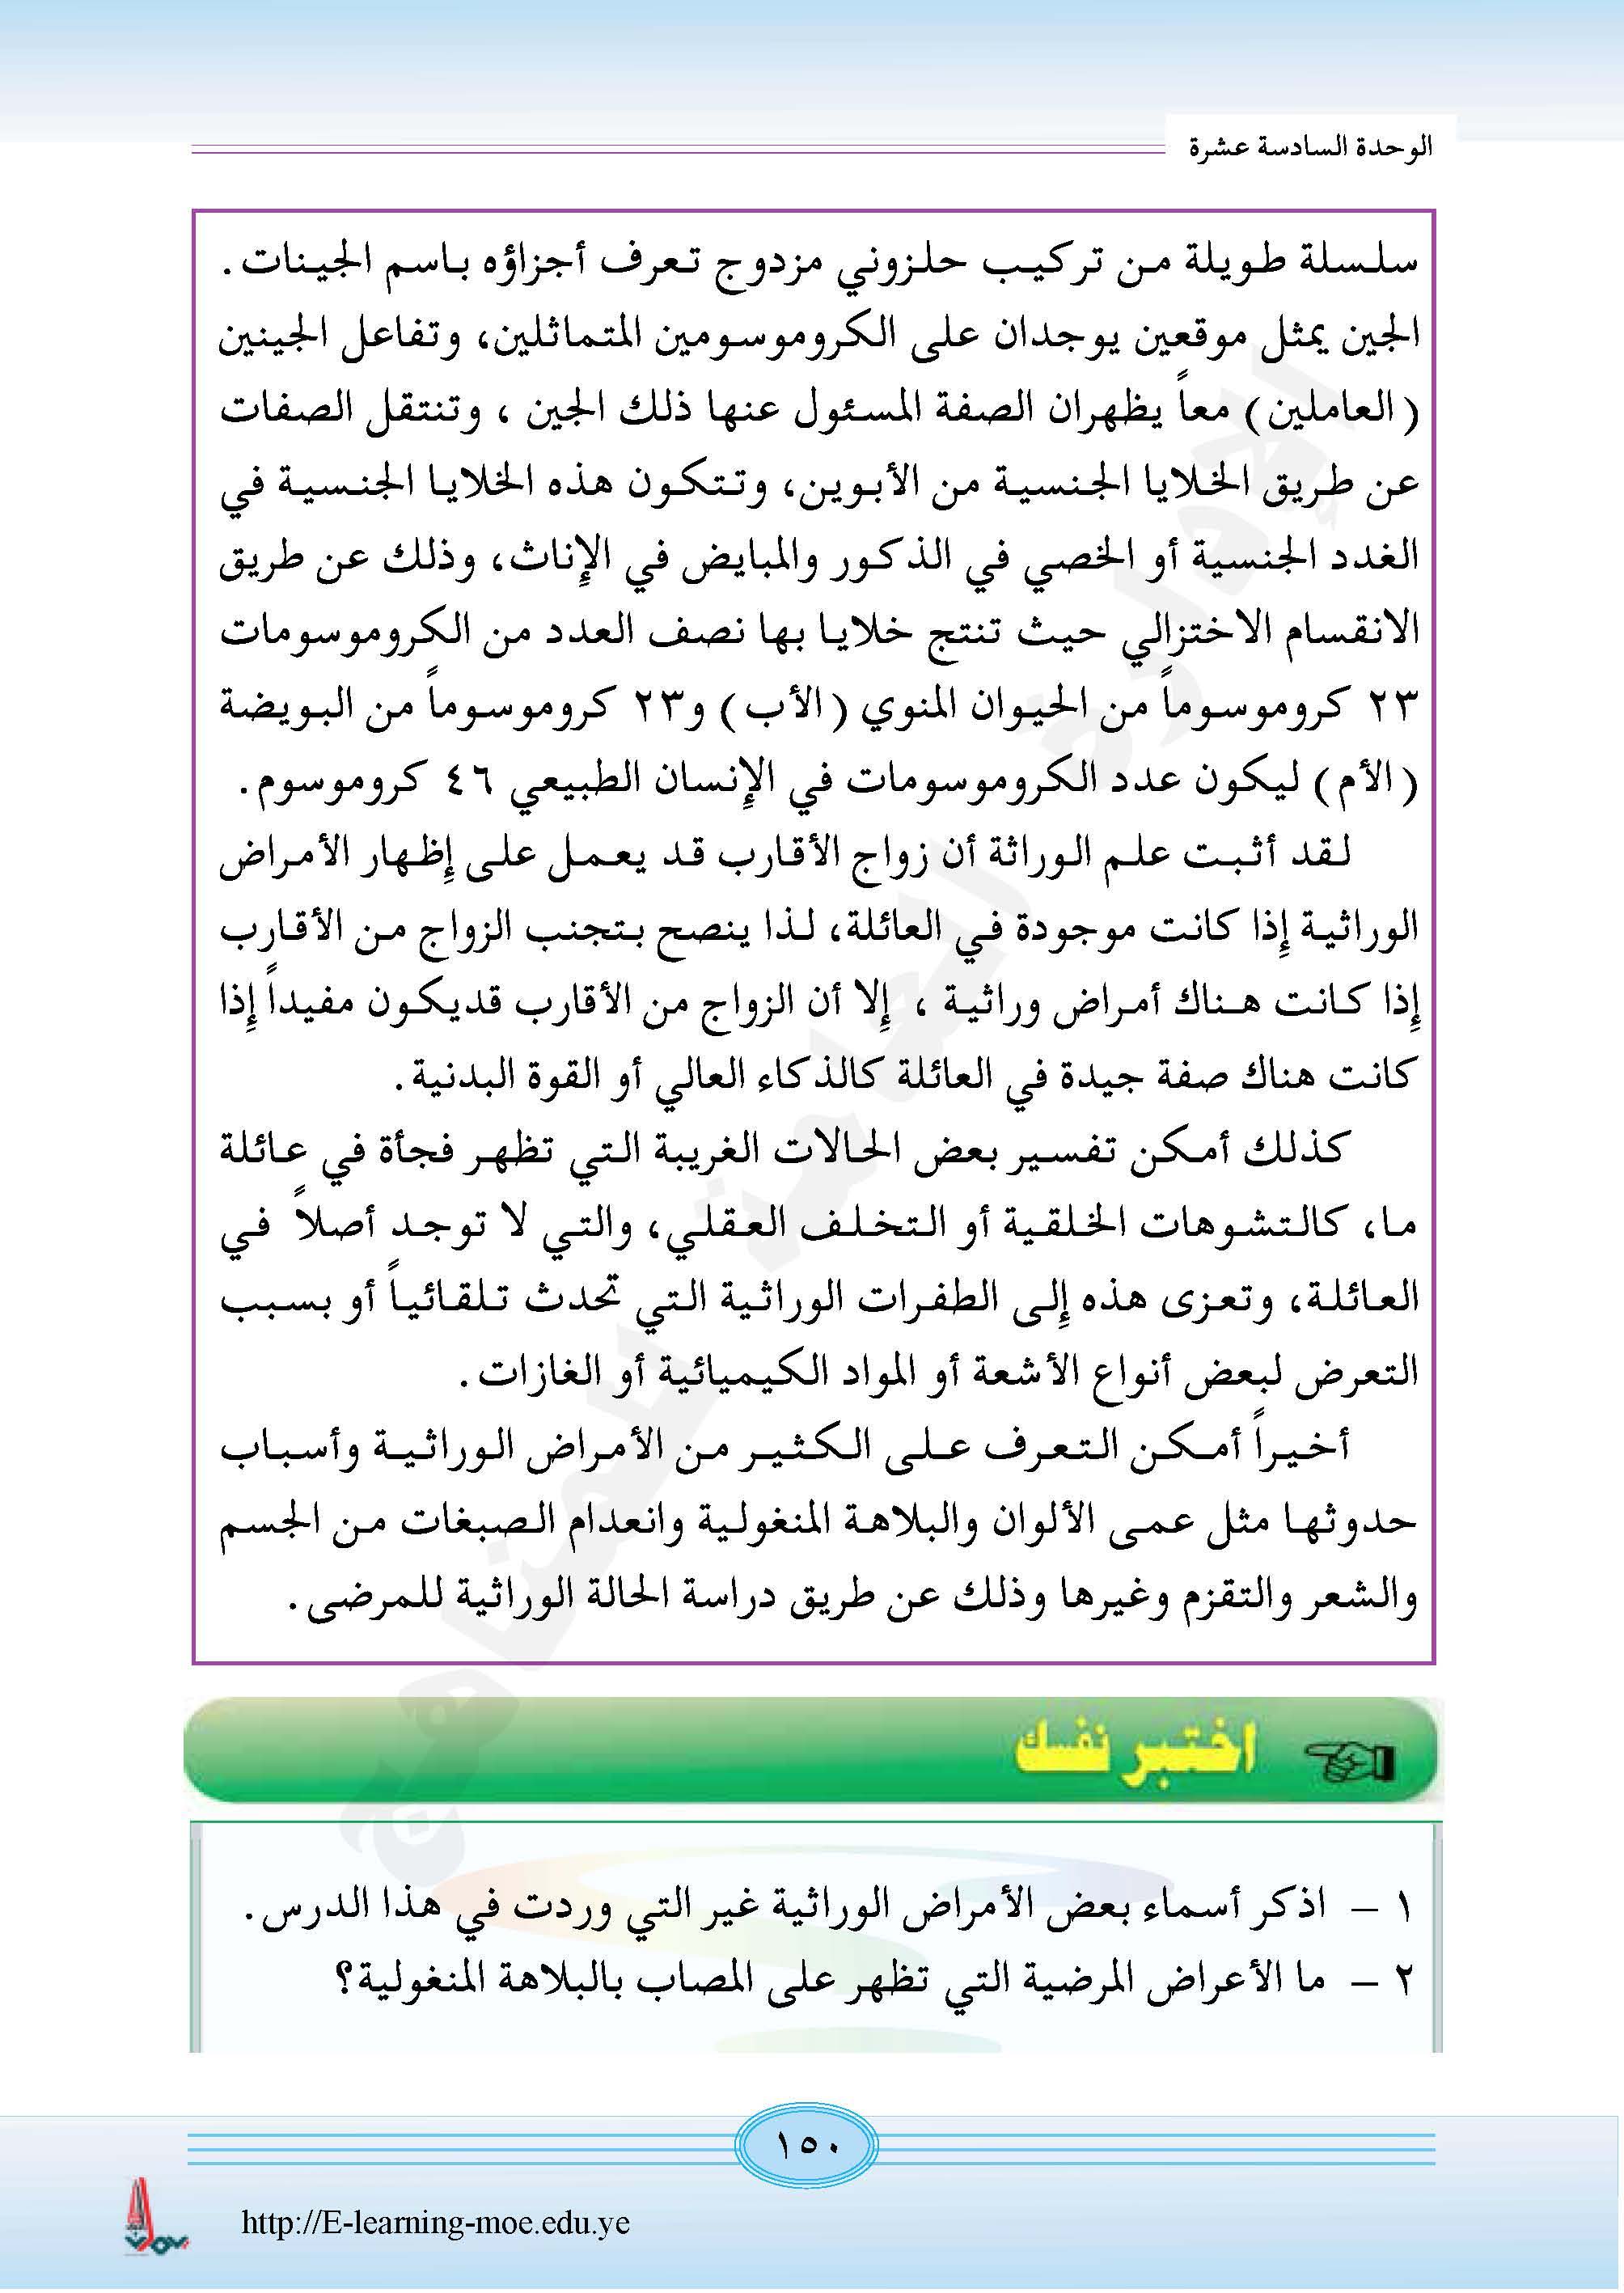 الوحدة السادسة عشرة
سلسلة طويلة من تركيب حلزوني مزدوج تعرف أجزاؤه باسم الجينات.
الجين يمثل موقعين يوجدان على الكروموسومين المتماثلين، وتفاعل الجينين
(العاملين) معاً يظهران الصفة المسئول عنها ذلك الجين ، وتنتقل الصفات
عن طريق الخلايا الجنسية من الأبوين، وتتكون هذه الخلايا الجنسية في
الغدد الجنسية أو الخصي في الذكور والمبايض في الإناث، وذلك عن طريق
الانقسام الاختزالي حيث تنتج خلايا بها نصف العدد من الكروموسومات
٢٣ كروموسوماً من الحيوان المنوي (الأب) و٢٣ كروموسوماً من البويضة
(الأم) ليكون عدد الكروموسومات في الإنسان الطبيعي ٤٦ كروموسوم.
لقد أثبت علم الوراثة أن زواج الأقارب قد يعمل على إظهار الأمراض
الوراثية إذا كانت موجودة في العائلة، لذا ينصح بتجنب الزواج من الأقارب
إذا كانت هناك أمراض وراثية ، إلا أن الزواج من الأقارب قديكون مفيداً إذا
كانت هناك صفة جيدة في العائلة كالذكاء العالي أو القوة البدنية.
كذلك أمكن تفسير بعض الحالات الغريبة التي تظهر فجأة في عائلة
ما، كالتشوهات الخلقية أو التخلف العقلي، والتي لا توجد أصلاً في
العائلة، وتعزى هذه إلى الطفرات الوراثية التي تحدث تلقائياً أو بسبب
التعرض لبعض أنواع الأشعة أو المواد الكيميائية أو الغازات.
أخيراً أمكن التعرف على الكثير من الأمراض الوراثية وأسباب
حدوثها مثل عمى الألوان والبلاهة المنغولية وانعدام الصبغات من الجسم
والشعر والتقزم وغيرها وذلك عن طريق دراسة الحالة الوراثية للمرضى.
اختبر نفسك
١ - اذكر أسماء بعض الأمراض الوراثية غير التي وردت في هذا الدرس.
٢ - ما الأعراض المرضية التي تظهر على المصاب بالبلاهة المنغولية؟
١٥٠
http://E-learning-moe.edu.ye
الإدارة العامة للمناهج